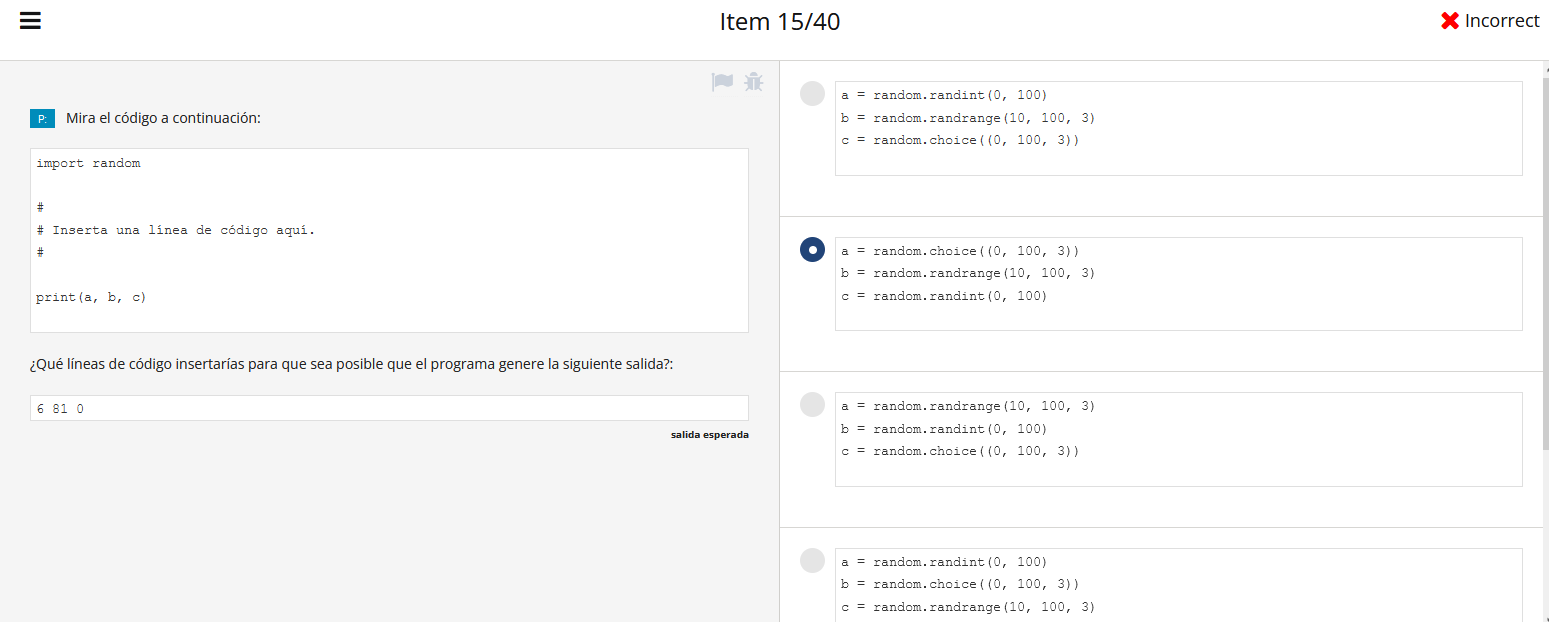 Item 15/40
Incorrect
P: Mira el código a continuación:
import random
#
# Inserta una línea de código aquí.
#
print(a, b, c)
¿Qué líneas de código insertarías para que sea posible que el programa genere la siguiente salida?:
6 81 0
salida esperada
a = random.randint(0, 100)
b = random.randrange(10, 100, 3)
c = random.choice((0, 100, 3))
a = random.choice((0, 100, 3))
b = random.randrange(10, 100, 3)
c = random.randint(0, 100)
a = random.randrange(10, 100, 3)
b = random.randint(0, 100)
c = random.choice((0, 100, 3))
a = random.randint(0, 100)
b = random.choice((0, 100, 3))
c = random.randrange(10, 100, 3)